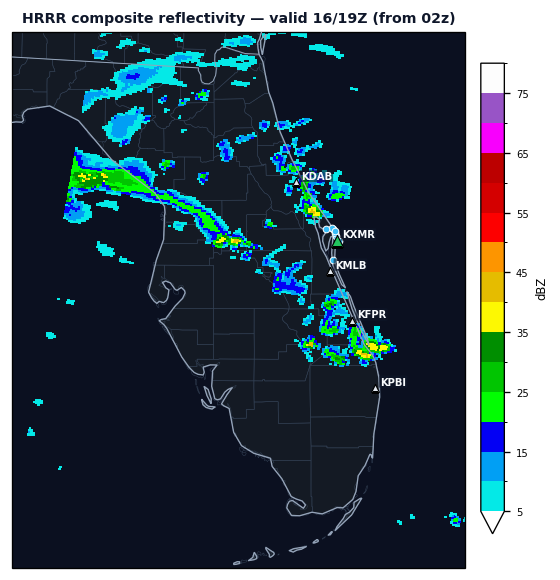 HRRR composite reflectivity — valid 16/19Z (from 02z)
KDAB
KXMR
KMLB
KFPR
KPBI
75
65
55
45
35
25
15
5
dBZ